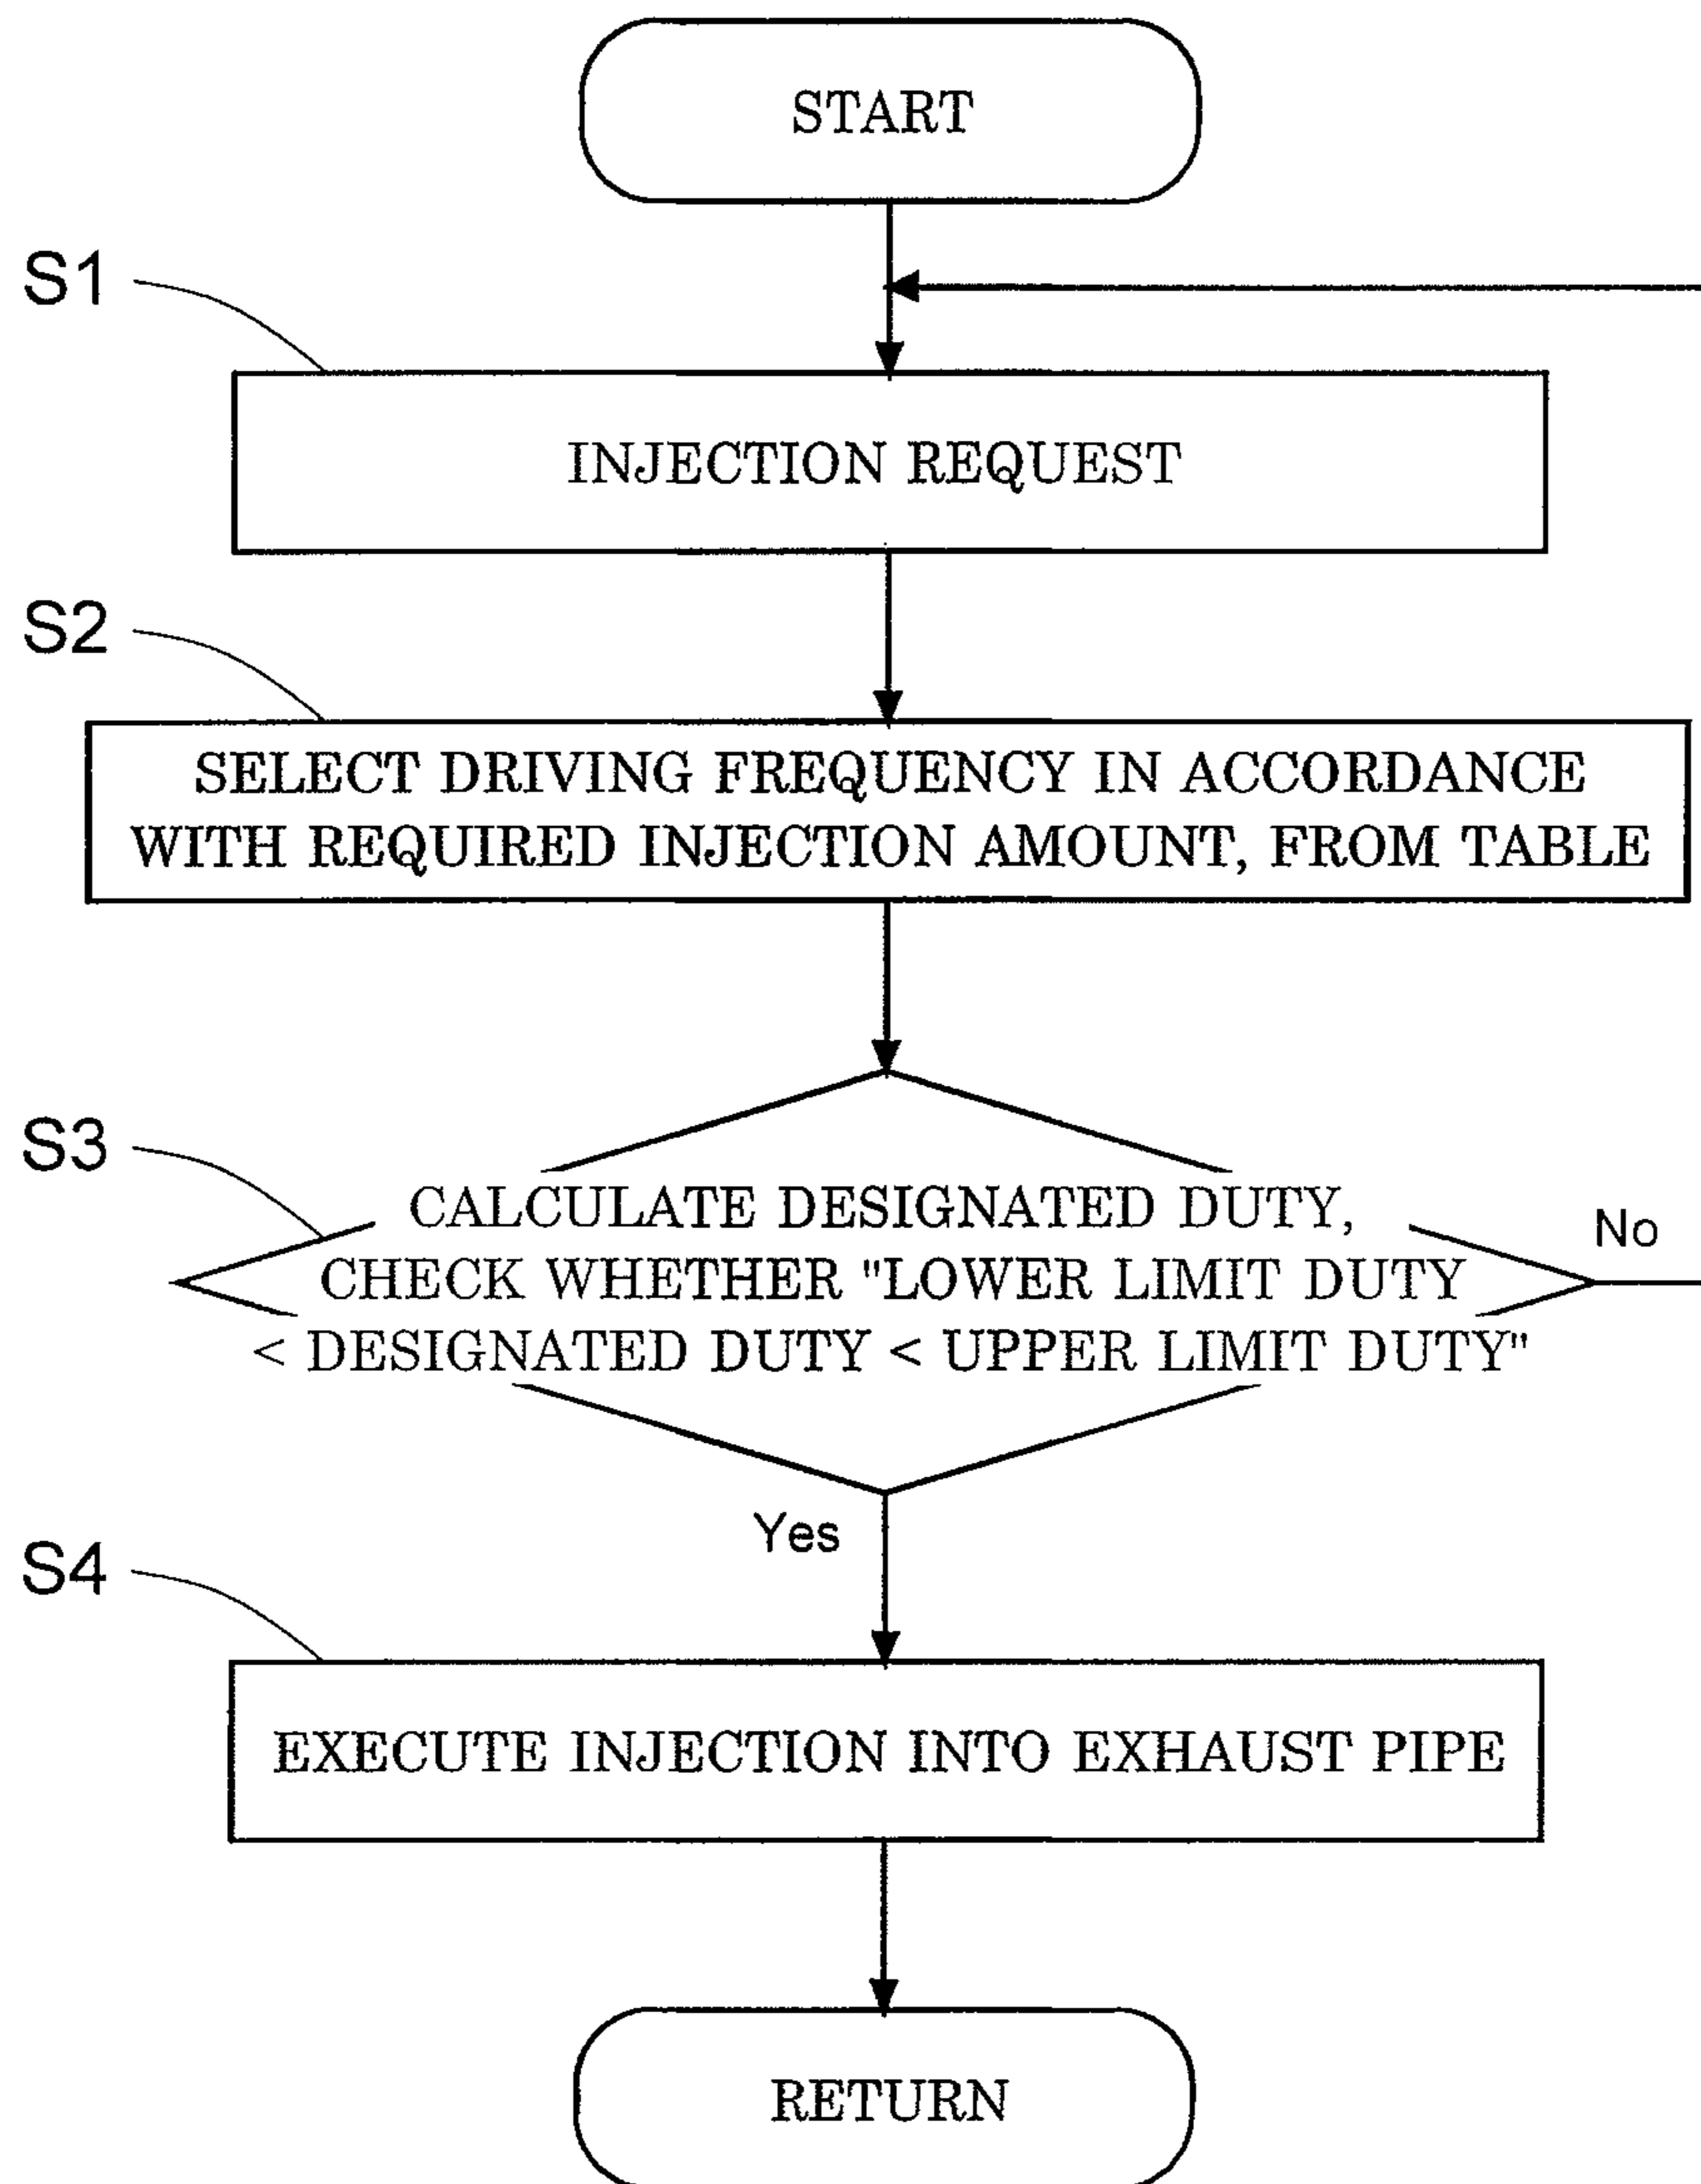 START
S1
INJECTION REQUEST
S2
SELECT DRIVING FREQUENCY IN ACCORDANCE
WITH REQUIRED INJECTION AMOUNT, FROM TABLE
S3
CALCULATE DESIGNATED DUTY,
CHECK WHETHER "LOWER LIMIT DUTY
< DESIGNATED DUTY < UPPER LIMIT DUTY"
No
Yes
S4
EXECUTE INJECTION INTO EXHAUST PIPE
RETURN